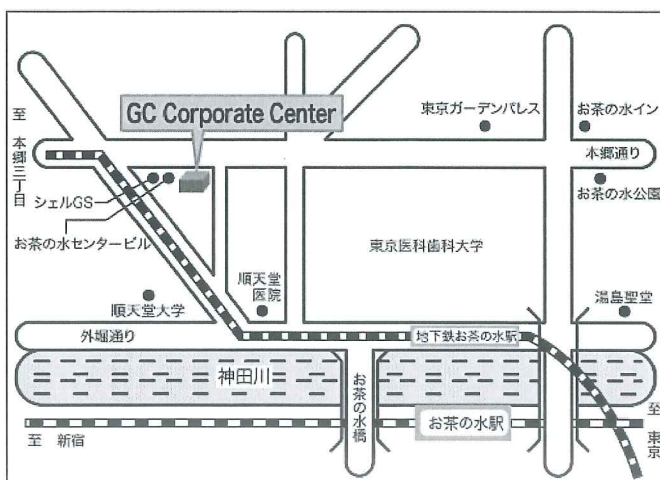 至
本郷三丁目
GC Corporate Center
東京ガーデンパレス
お茶の水イン
本郷通り
シェルGS
お茶の水公園
お茶の水センタービル
東京医科歯科大学
順天堂
医院
順天堂大学
湯島聖堂
外堀通り
地下鉄お茶の水駅
神田川
お茶の水橋
お茶の水駅
至 新宿
至
東京